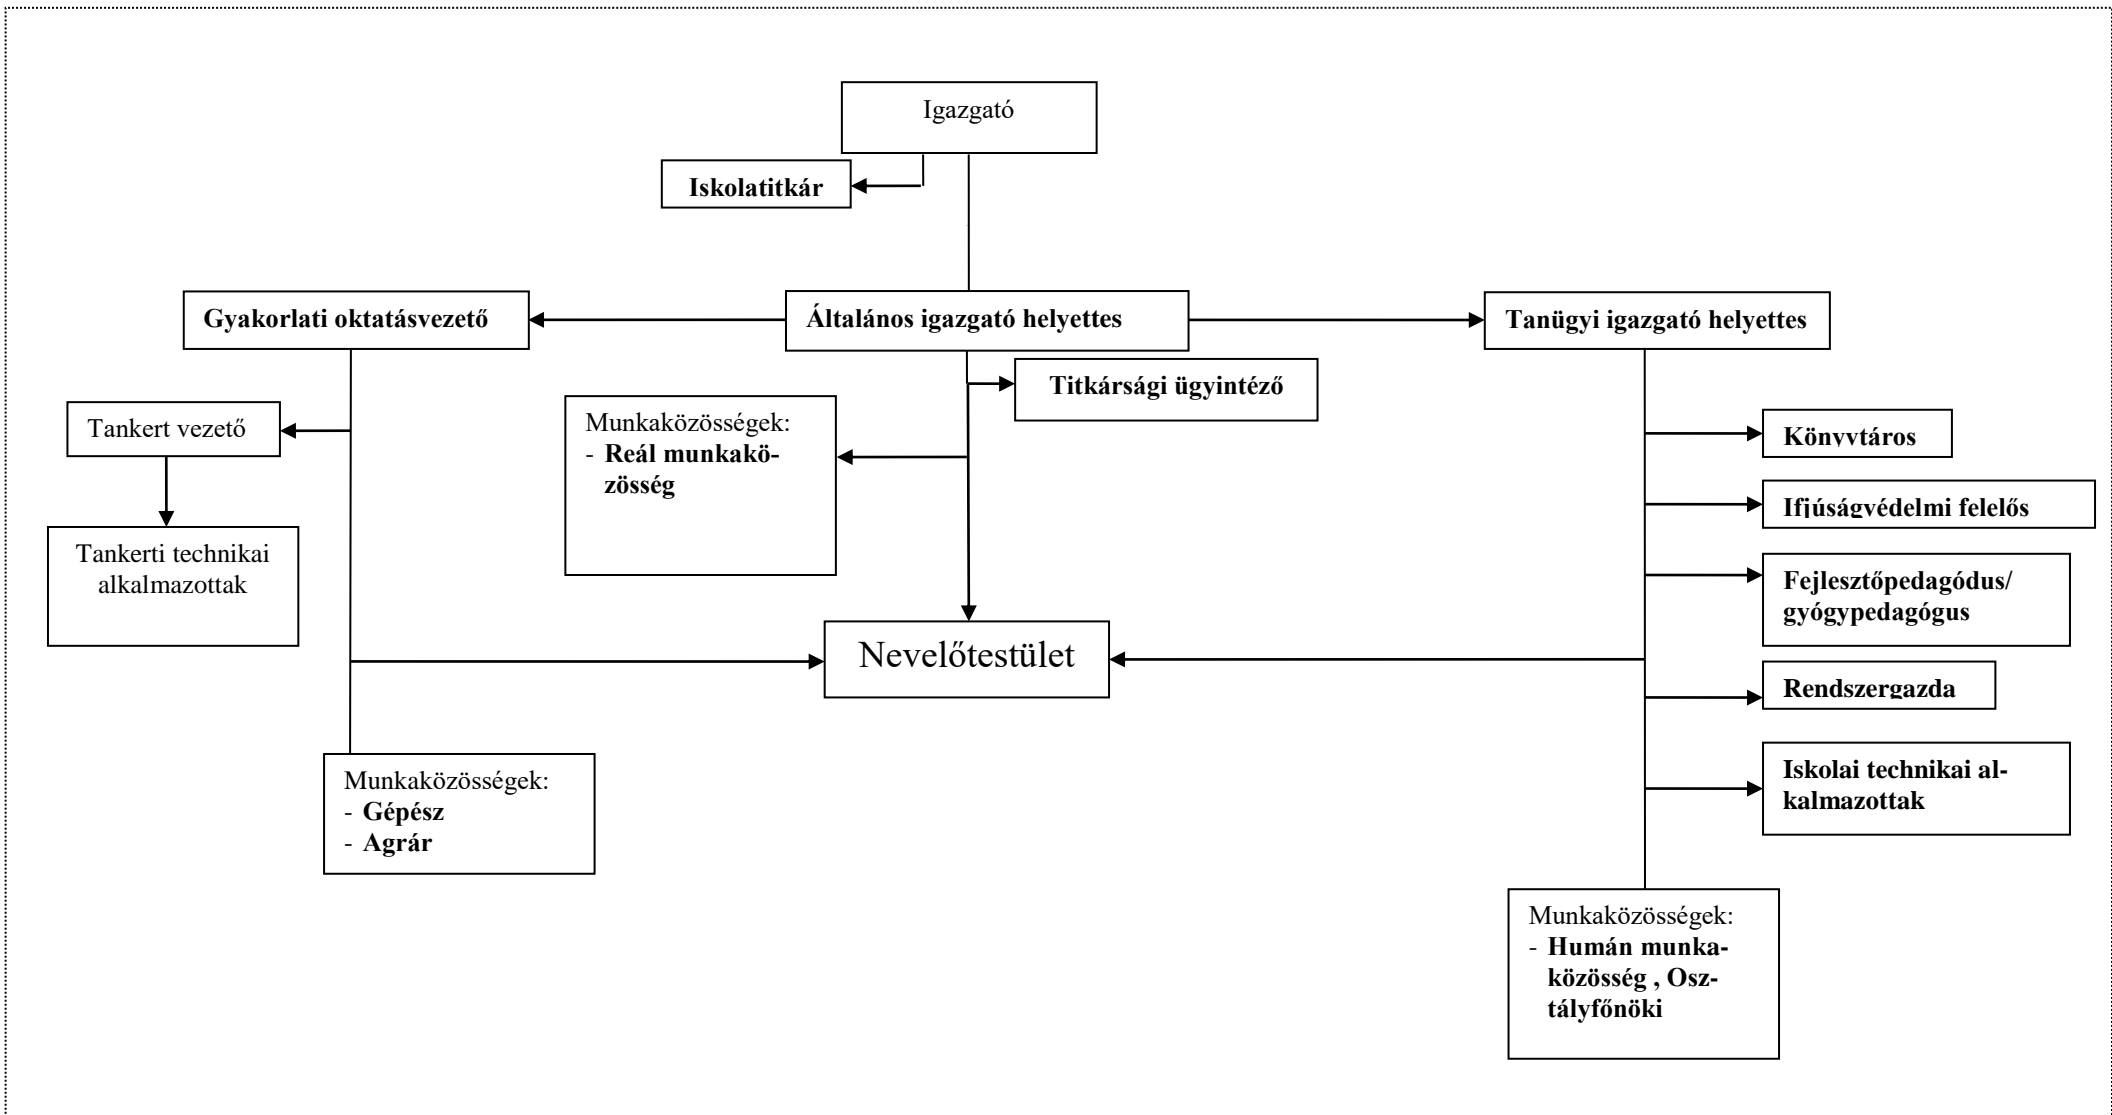 Igazgató
Iskolatitkár
Gyakorlati oktatásvezető
Általános igazgató helyettes
Tanügyi igazgató helyettes
Titkársági ügyintéző
Tankert vezető
Munkaközösségek:
- Reál munkakö-
zösség
Könyvtáros
Ifjúságvédelmi felelős
Tankerti technikai
alkalmazottak
Fejlesztőpedagódus/
gyógypedagógus
Nevelőtestület
Rendszergazda
Munkaközösségek:
- Gépész
- Agrár
Iskolai technikai al-
kalmazottak
Munkaközösségek:
- Humán munka-
közösség , Osz-
tályfőnöki